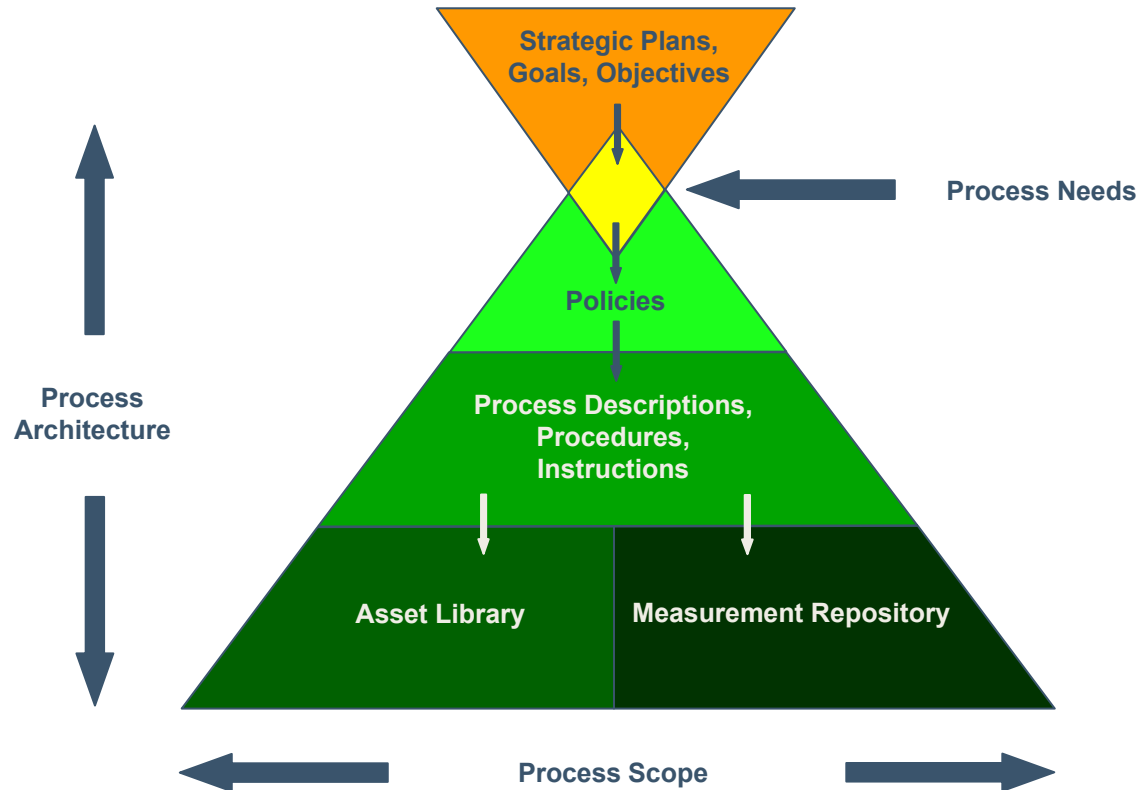 Strategic Plans,
Goals, Objectives
Process Needs
Policies
Process
Architecture
Process Descriptions,
Procedures,
Instructions
Asset Library
Measurement Repository
Process Scope